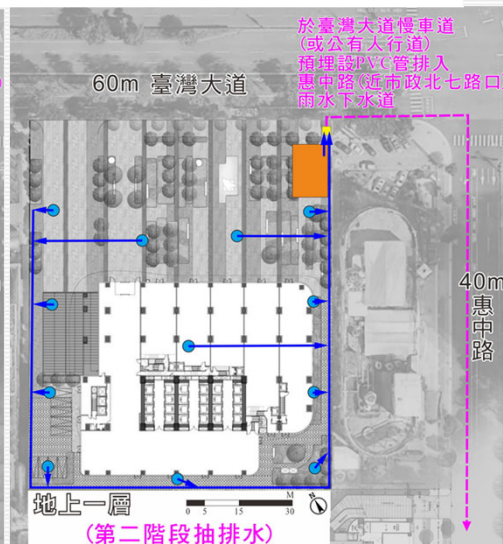 於臺灣大道慢車道
(或公有人行道)
預埋設PVC管排入
惠中路(近市政北七路口
雨水下水道
60m 臺灣大道
40m
惠中路
地上一層
M
0 5 15 30
N
(第二階段抽排水)